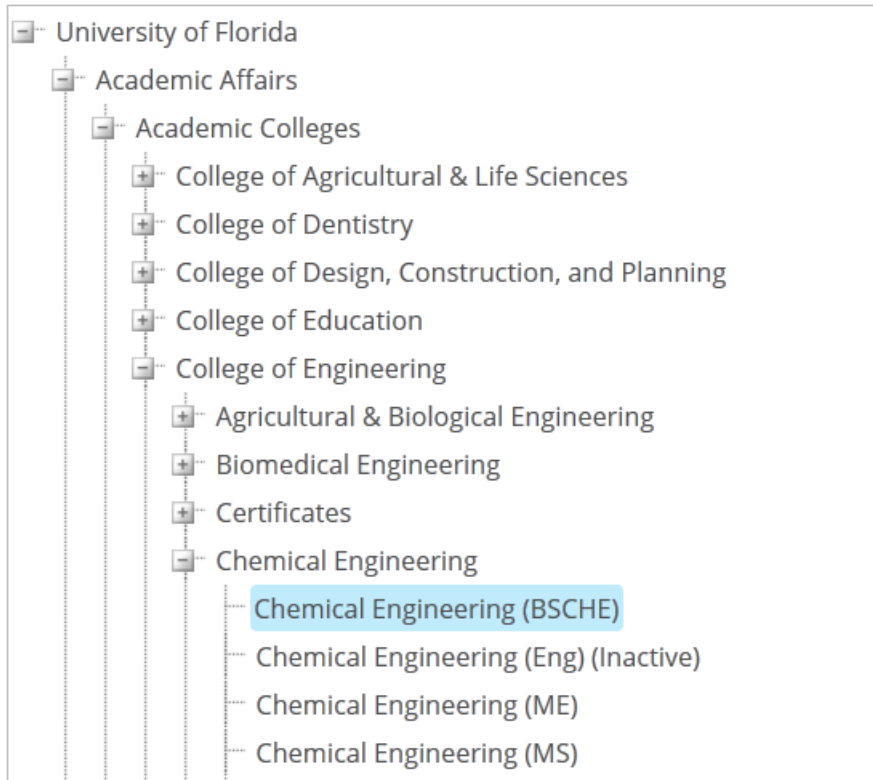 University of Florida
Academic Affairs
Academic Colleges
College of Agricultural & Life Sciences
College of Dentistry
College of Design, Construction, and Planning
College of Education
College of Engineering
Agricultural & Biological Engineering
Biomedical Engineering
Certificates
Chemical Engineering
Chemical Engineering (BSCHE)
Chemical Engineering (Eng) (Inactive)
Chemical Engineering (ME)
Chemical Engineering (MS)